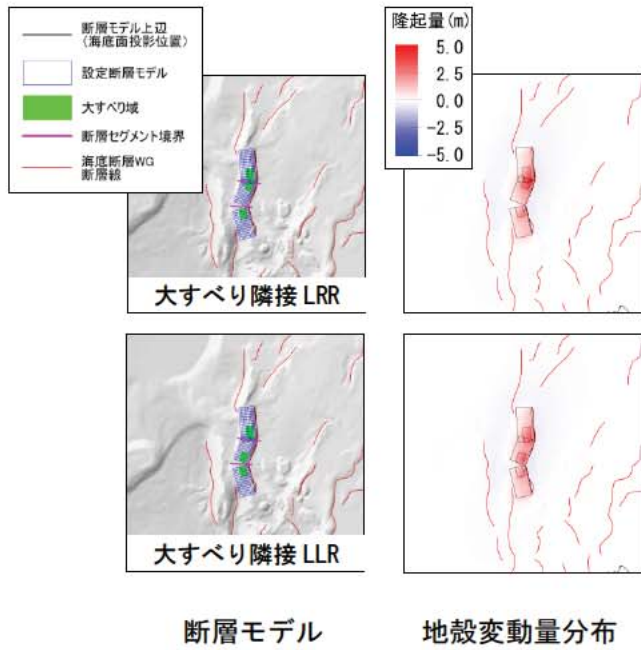 断層モデル上辺
(海底面投影位置)
設定断層モデル
大すべり域
断層セグメント境界
海底断層WG
断層線
隆起量(m)
5.0
2.5
0.0
-2.5
-5.0
大すべり隣接 LRR
大すべり隣接 LLR
断層モデル
地殻変動量分布